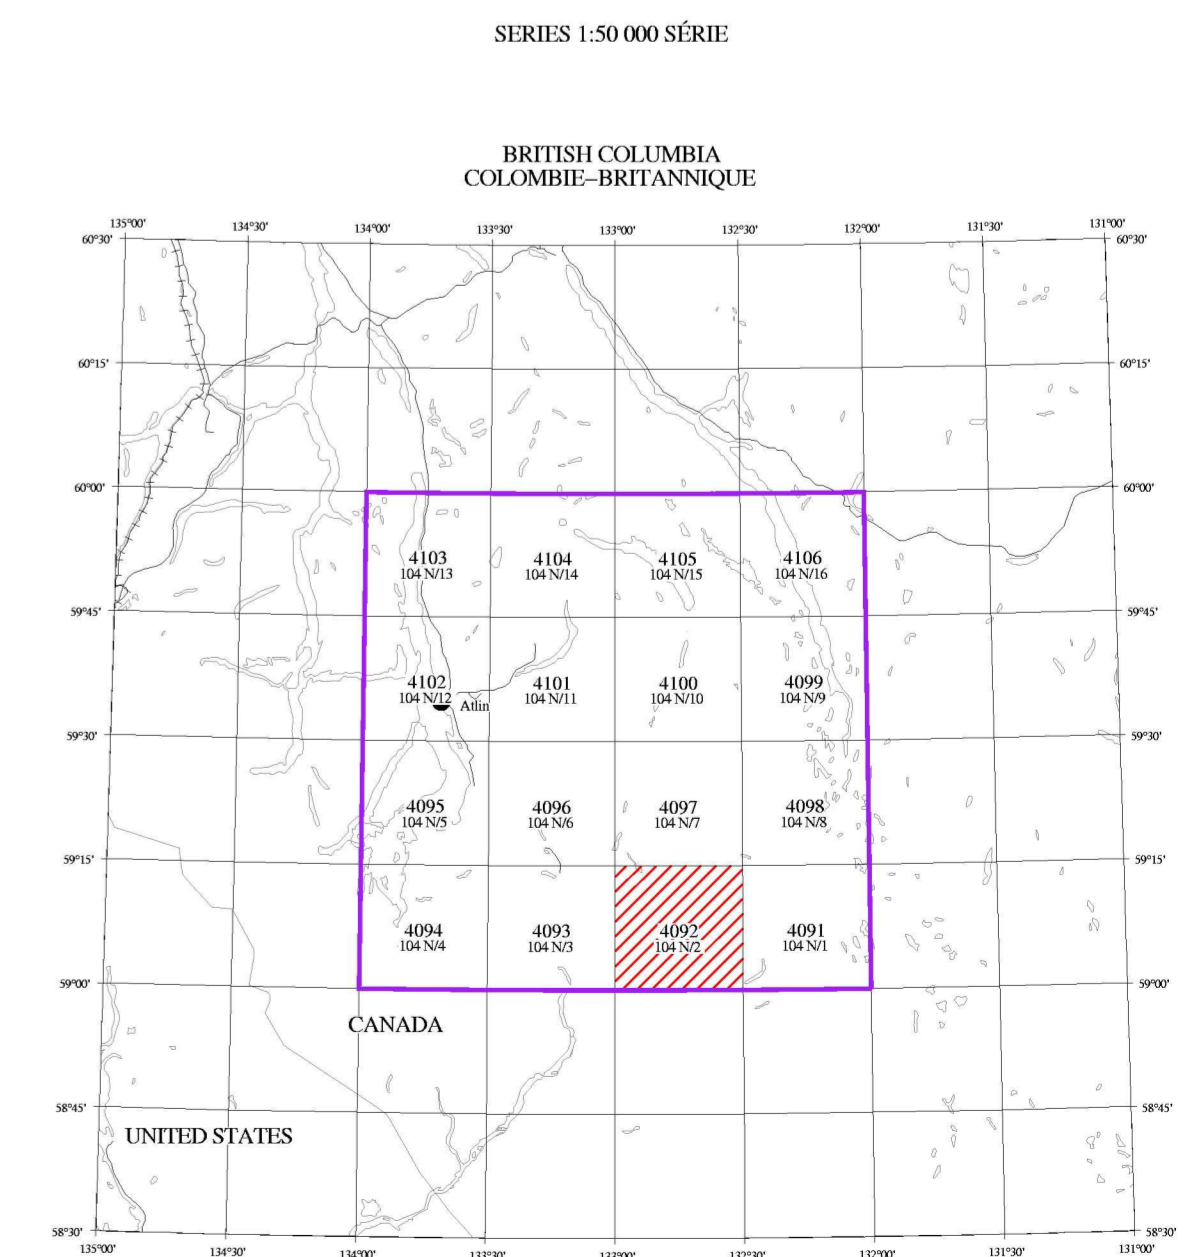 SERIES 1:50 000 SÉRIE
BRITISH COLUMBIA
COLOMBIE–BRITANNIQUE
135°00' 134°30' 134°00' 133°30' 133°00' 132°30' 132°00' 131°30' 131°00'
60°30' 60°30'
60°15' 60°15'
60°00' 60°00'
4103 4104 4105 4106
104 N/13 104 N/14 104 N/15 104 N/16
59°45' 59°45'
4102 4101 4100 4099
104 N/12 104 N/11 104 N/10 104 N/9
Atlin
59°30' 59°30'
4095 4096 4097 4098
104 N/5 104 N/6 104 N/7 104 N/8
59°15' 59°15'
4094 4093 4092 4091
104 N/4 104 N/3 104 N/2 104 N/1
59°00' 59°00'
CANADA
58°45' 58°45'
UNITED STATES
58°30' 58°30'
135°00' 134°30' 134°00' 133°30' 133°00' 132°30' 132°00' 131°30' 131°00'